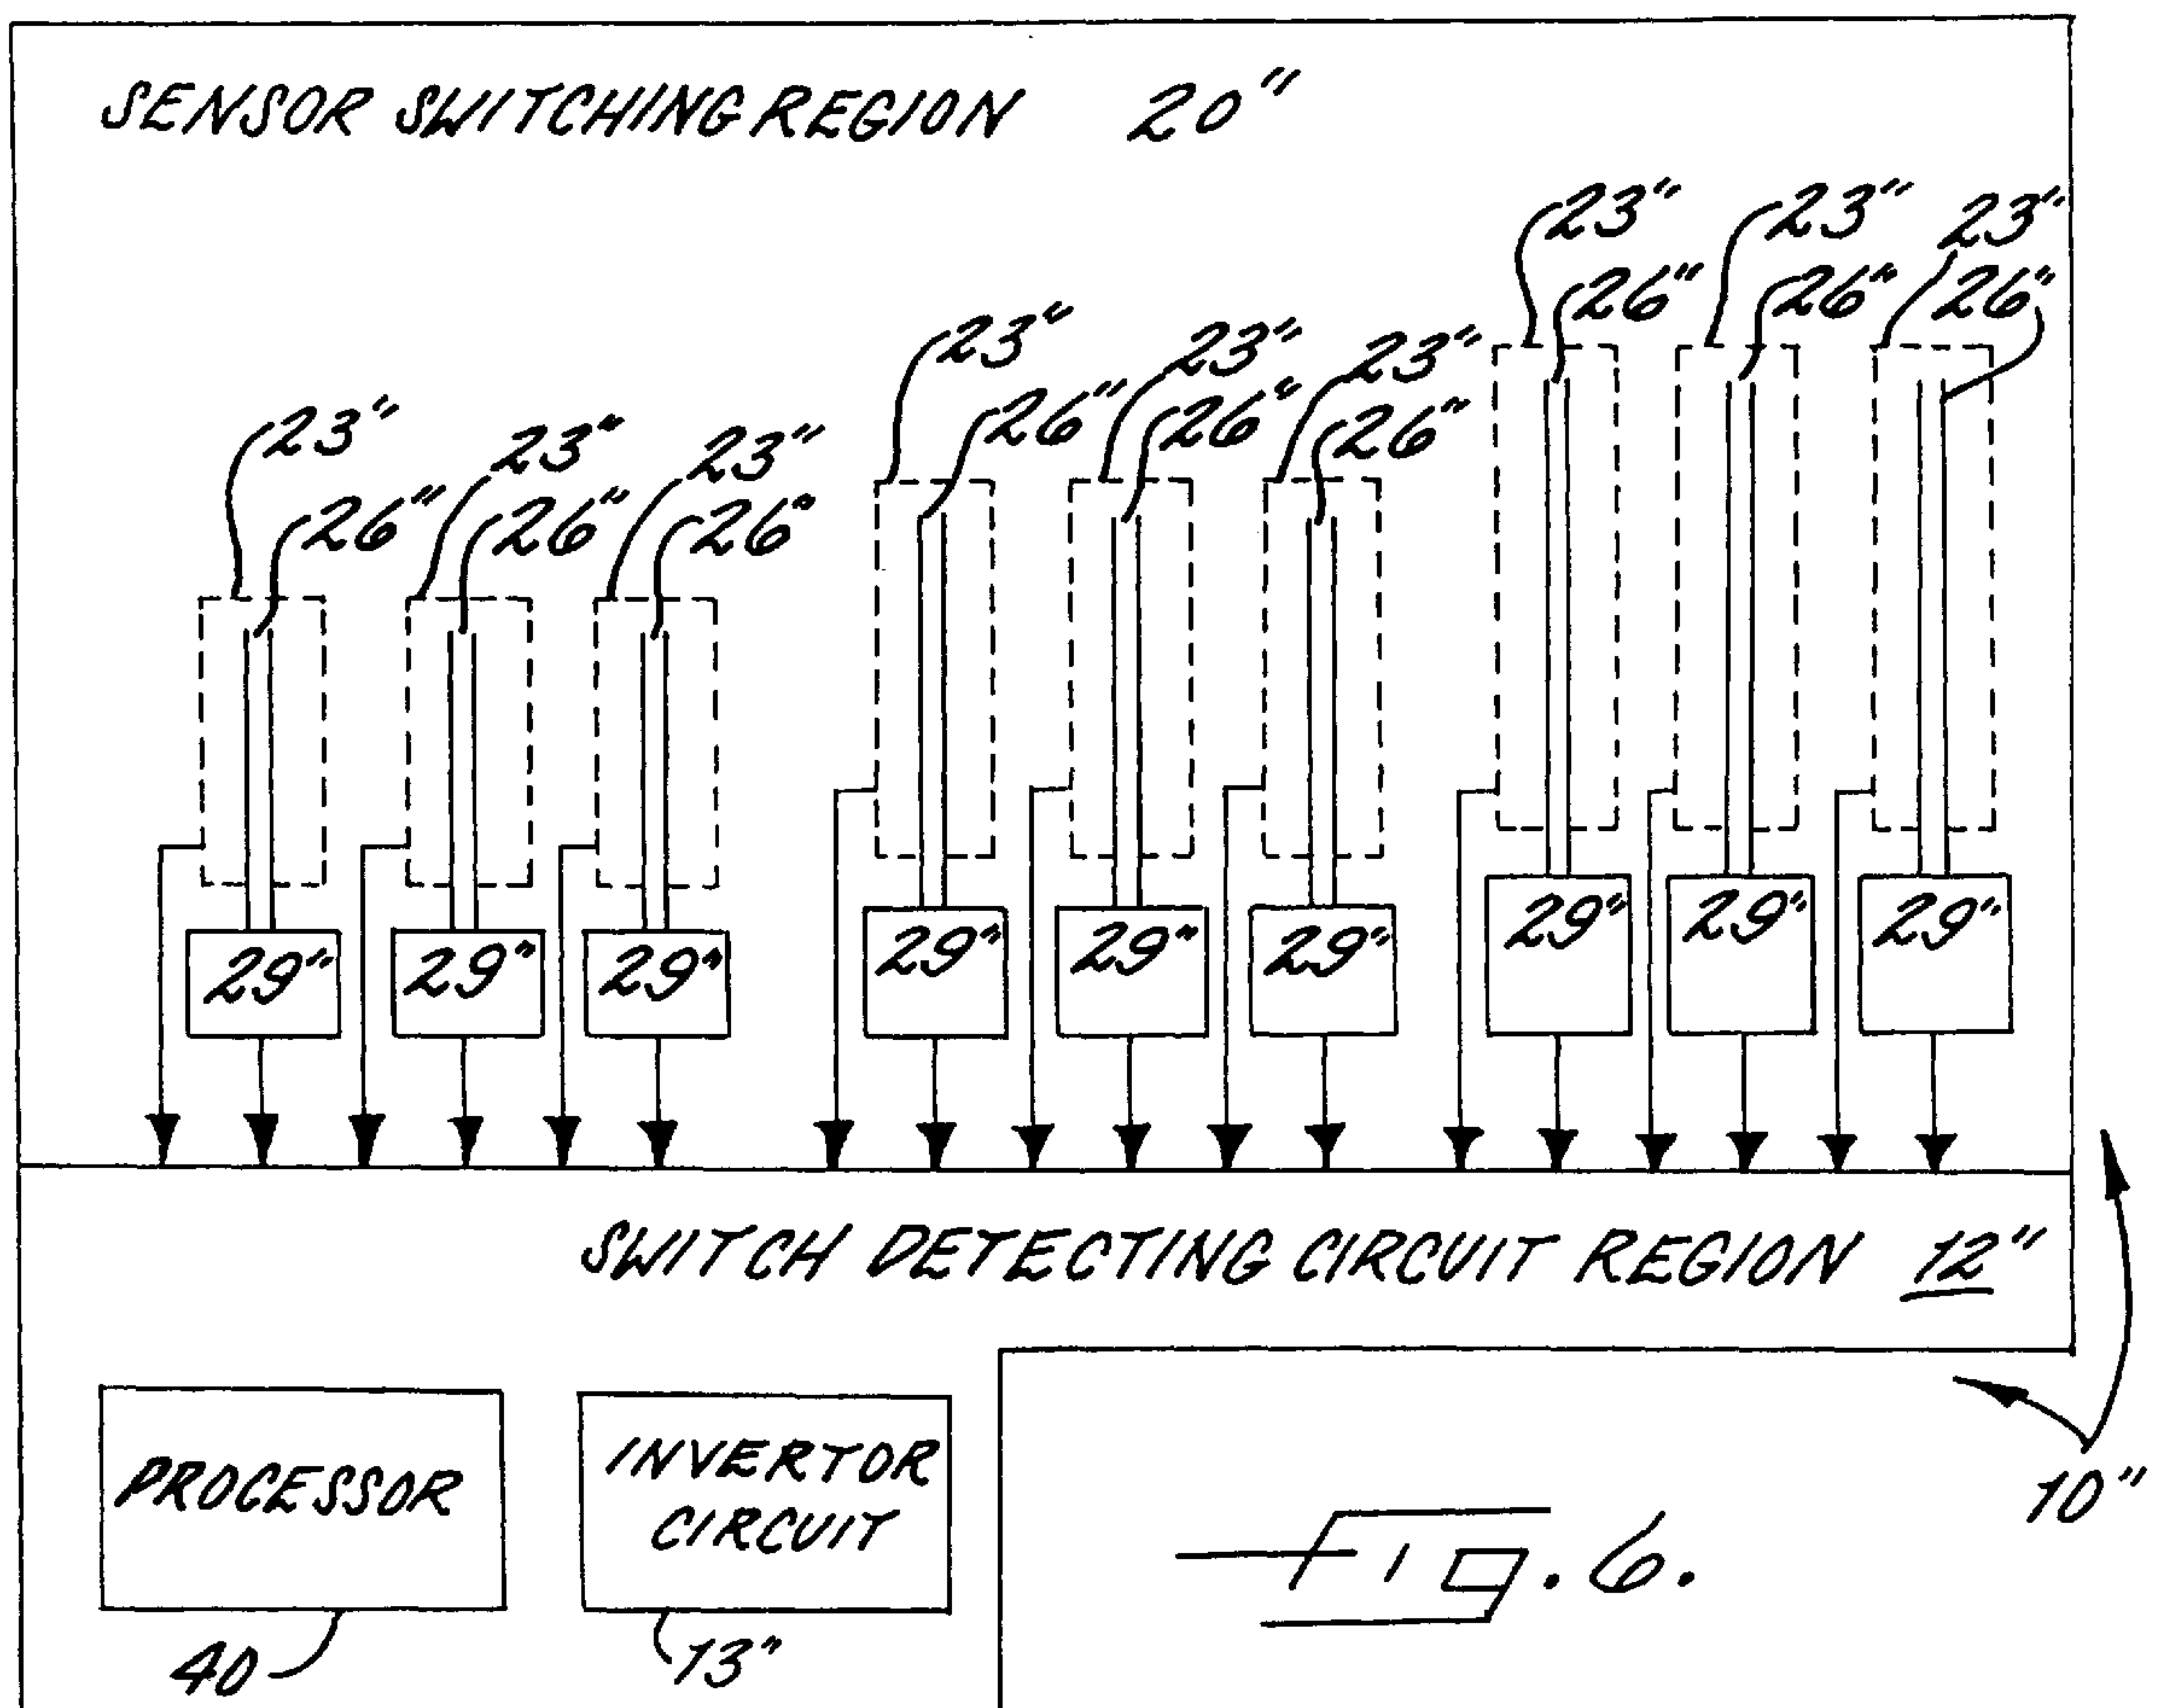 SENSOR SWITCHING REGION 20"
23" 23" 23"
26" 26" 26"
23" 23" 23"
26" 26" 26"
23" 23" 23"
26" 26" 26"
29" 29" 29" 29" 29" 29" 29" 29" 29"
SWITCH DETECTING CIRCUIT REGION 12"
PROCESSOR
INVERTOR
CIRCUIT
10"
40
13"
Fig. 6.